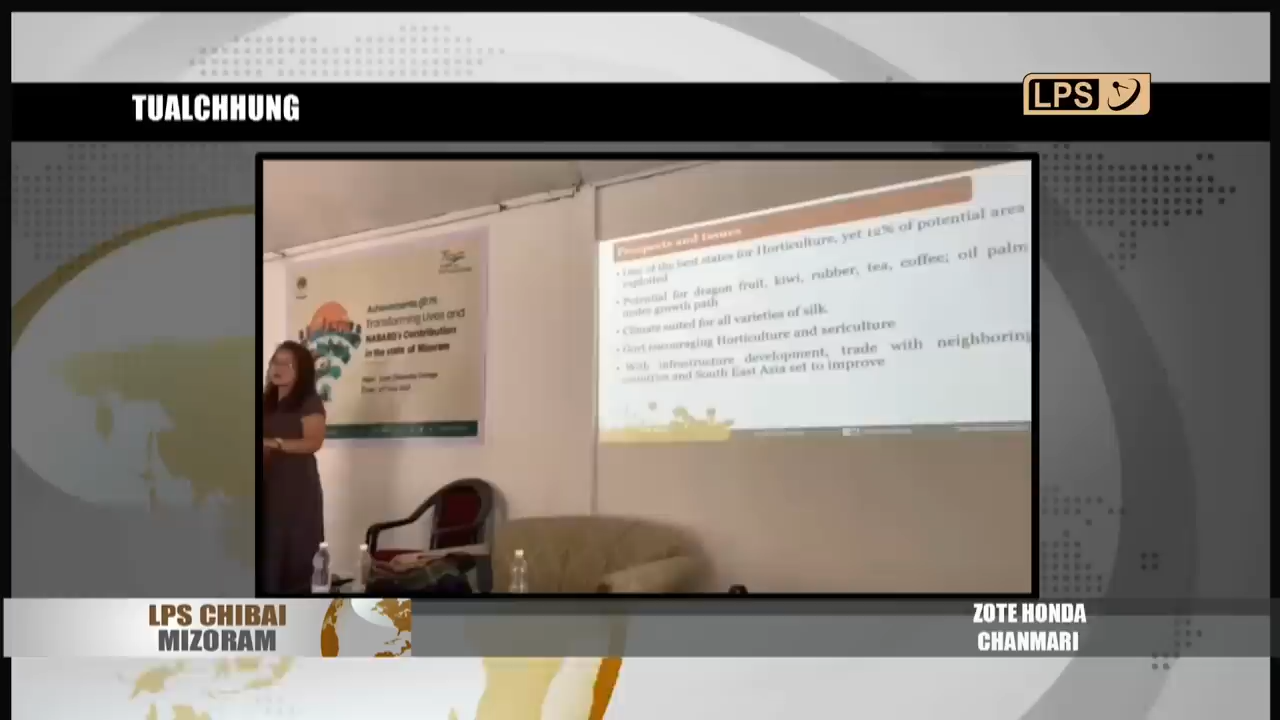 TUALCHHUNG
LPS
Achievements @
Transforming Lives and
NABARD's Contribution
in the state of Mizoram
Prospects and Issues
• One of the best states for Horticulture, yet 12% of potential area
exploited
• Potential for dragon fruit, kiwi, rubber, tea, coffee; oil palm
under growth path
• Climate suited for all varieties of silk.
• Govt encouraging Horticulture and sericulture
• With infrastructure development, trade with neighboring
countries and South East Asia set to improve
LPS CHIBAI
MIZORAM
ZOTE HONDA
CHANMARI